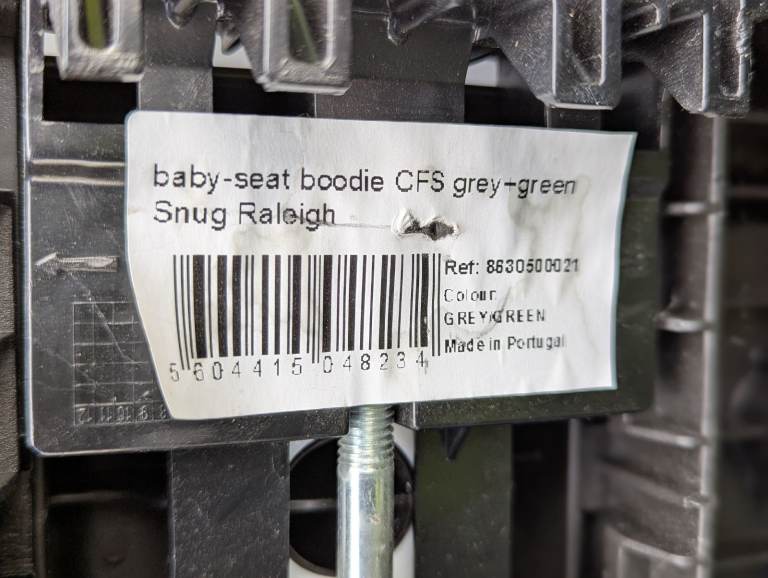 baby-seat boodie CFS grey-green
Snug Raleigh
Ref: 8630500021
Colour:
GREY/GREEN
Made in Portugal
5 604415 048234